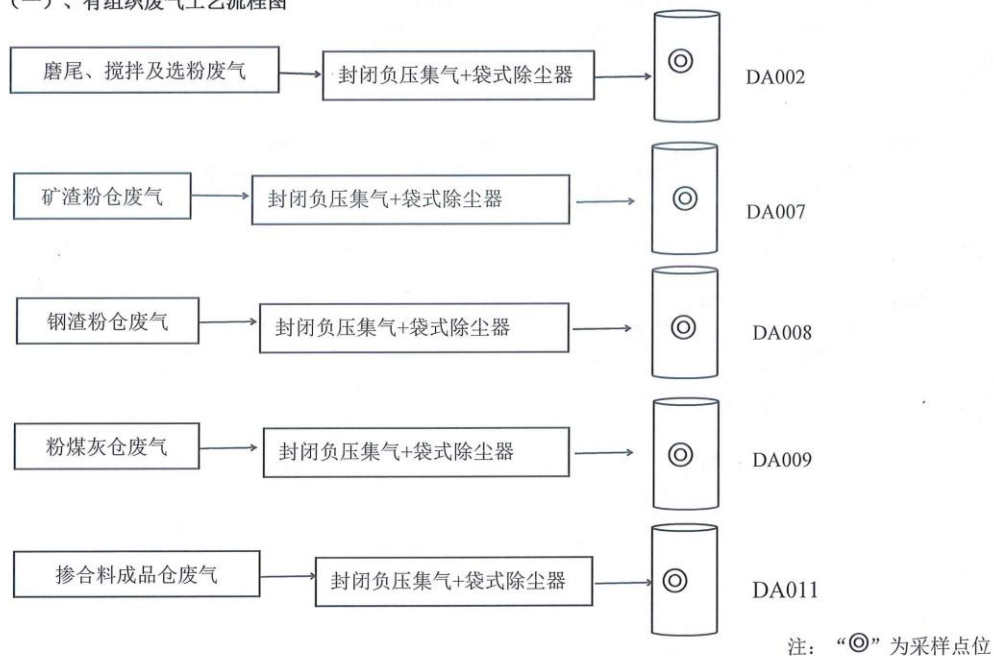 （一）、有组织废气工艺流程图
磨尾、搅拌及选粉废气 封闭负压集气+袋式除尘器 DA002
矿渣粉仓废气 封闭负压集气+袋式除尘器 DA007
钢渣粉仓废气 封闭负压集气+袋式除尘器 DA008
粉煤灰仓废气 封闭负压集气+袋式除尘器 DA009
掺合料成品仓废气 封闭负压集气+袋式除尘器 DA011
注：“◎”为采样点位